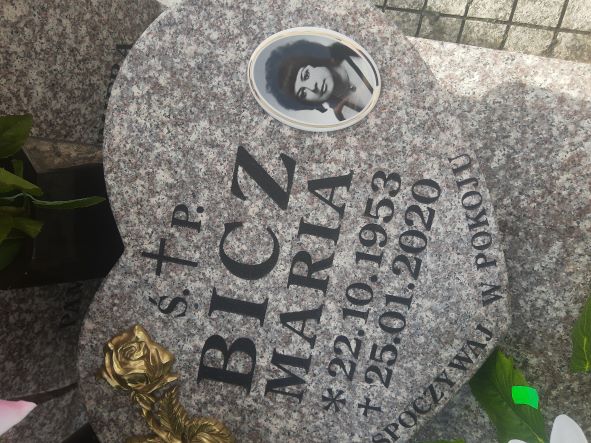 Ś. † P.
BICZ
MARIA
* 22.10.1953
† 25.01.2020
SPOCZYWAJ W POKOJU